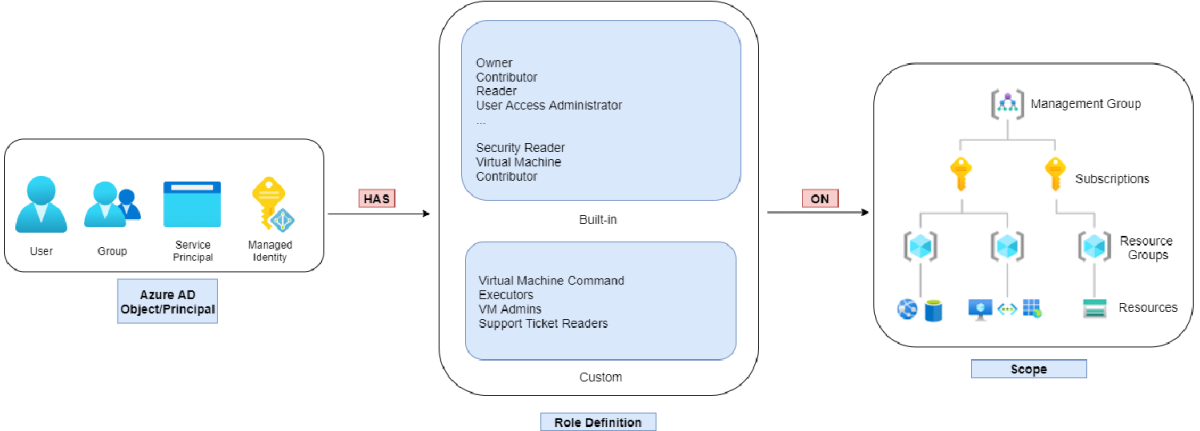 User
Group
Service
Principal
Managed
Identity
Azure AD
Object/Principal
HAS
Owner
Contributor
Reader
User Access Administrator
...
Security Reader
Virtual Machine
Contributor
Built-in
Virtual Machine Command
Executors
VM Admins
Support Ticket Readers
Custom
Role Definition
ON
Management Group
Subscriptions
Resource
Groups
Resources
Scope